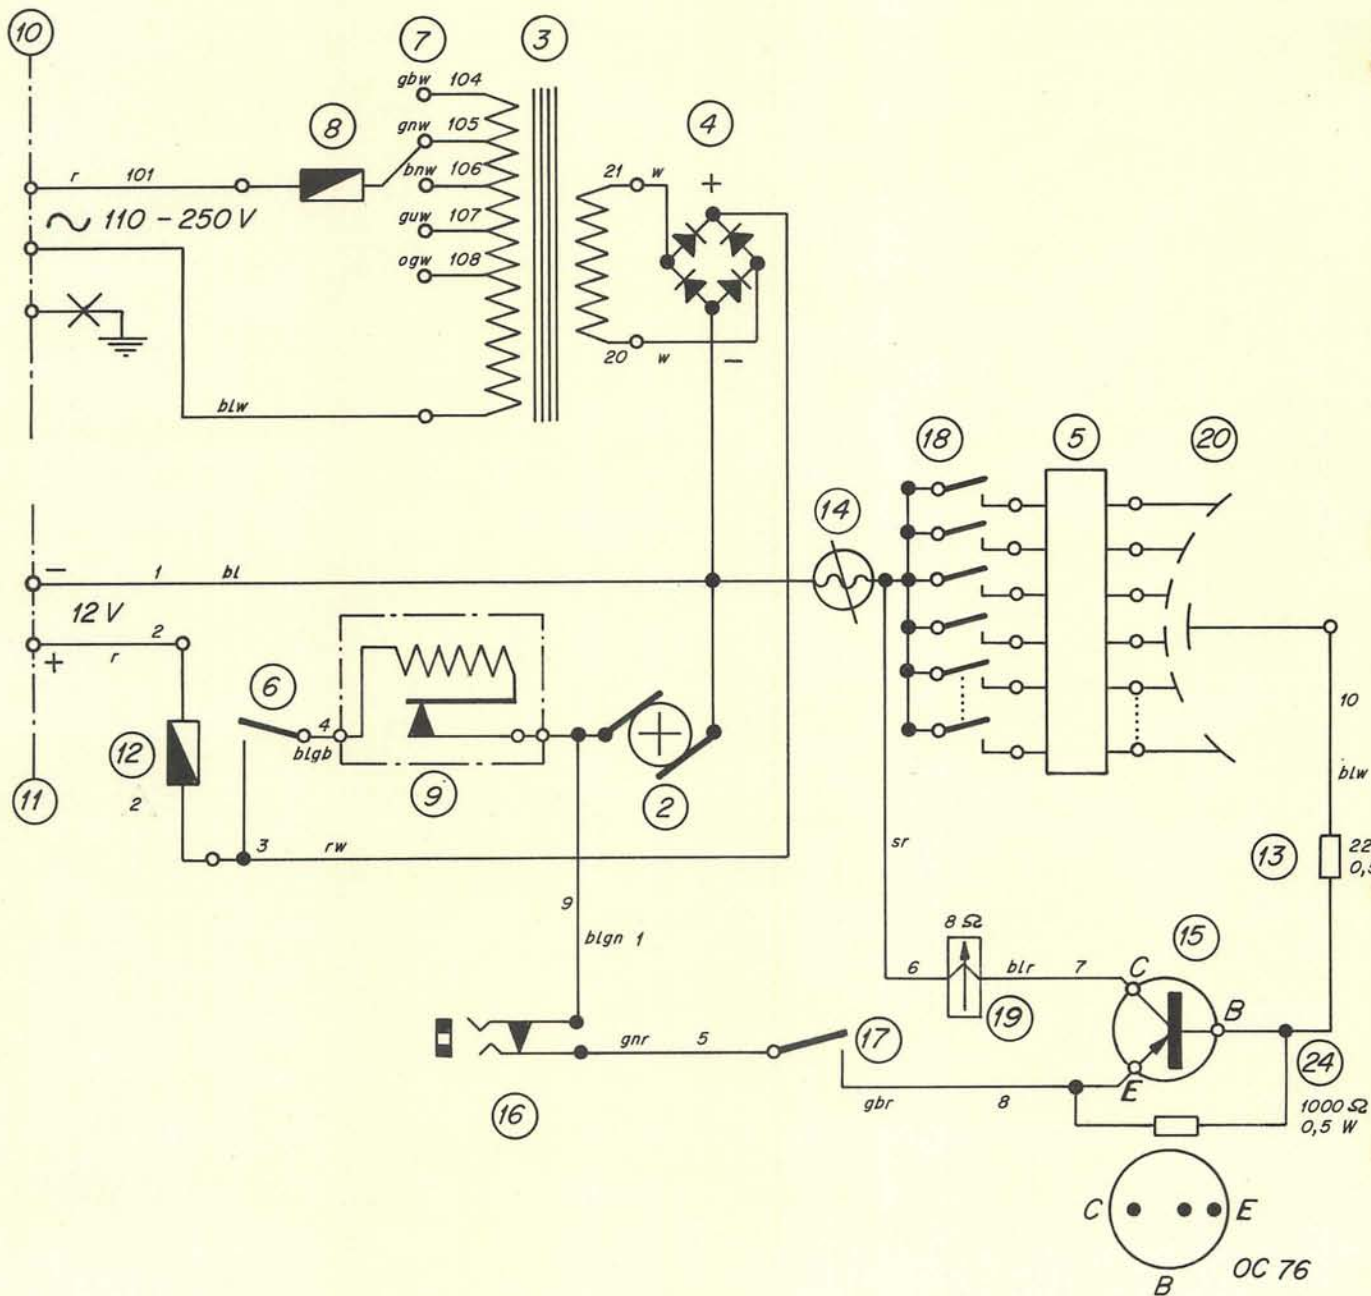 10
7
3
gbw 104
8
gnw 105
4
r 101
bnw 106
21 w
+
~ 110 - 250 V
guw 107
ogw 108
20 w
−
blw
18
5
20
14
−
1 bl
12 V
2
+
r
6
10
4
blgb
12
blw
11
2
9
2
3 rw
sr
13
9
8 Ω
blgn 1
15
6
blr 7
C
B
19
gnr 5
17
24
E
gbr 8
1000 Ω
0,5 W
16
C
E
OC 76
B